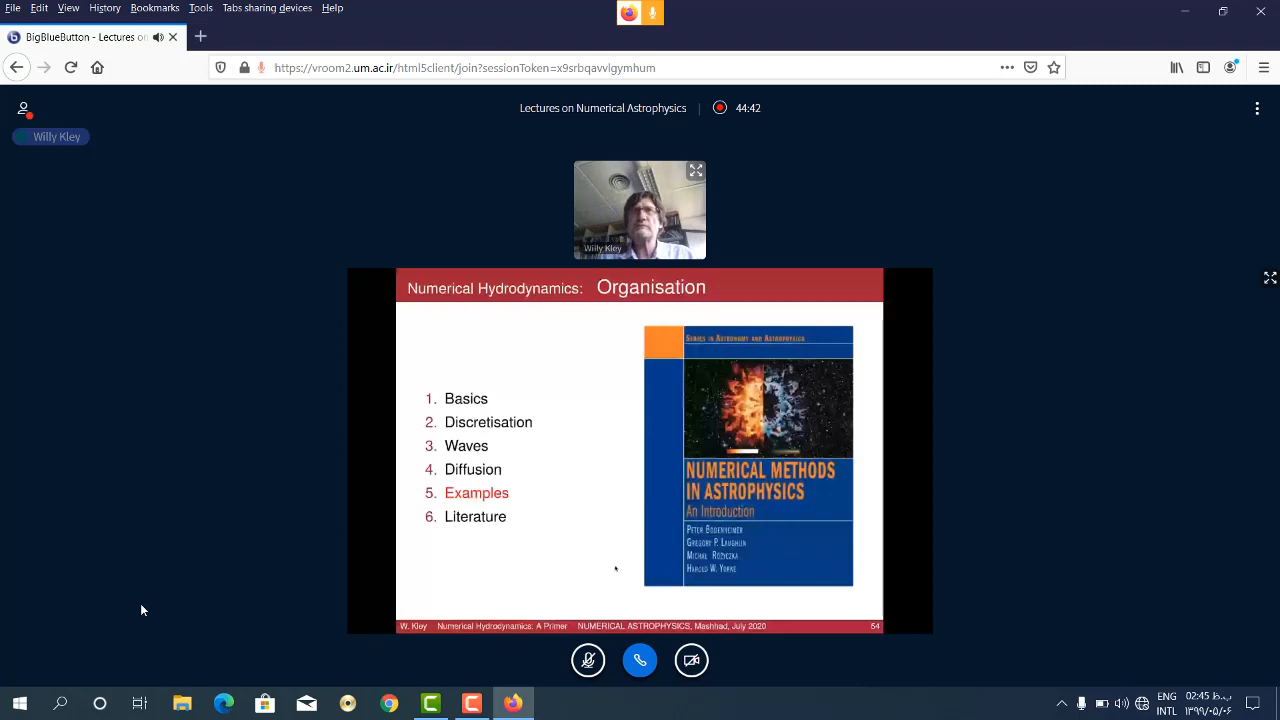 File Edit View History Bookmarks Tools Tabs sharing devices Help
BigBlueButton - Lectures on
https://vroom2.um.ac.ir/html5client/join?sessionToken=x9srbqavvlgymhum
Lectures on Numerical Astrophysics 44:42
Willy Kley
Willy Kley
Numerical Hydrodynamics: Organisation
1. Basics
2. Discretisation
3. Waves
4. Diffusion
5. Examples
6. Literature
SERIES IN ASTRONOMY AND ASTROPHYSICS
NUMERICAL METHODS
IN ASTROPHYSICS
An Introduction
PETER BODENHEIMER
GREGORY P. LAUGHLIN
MICHAŁ RÓŻYCZKA
HAROLD W. YORKE
W. Kley Numerical Hydrodynamics: A Primer NUMERICAL ASTROPHYSICS, Mashhad, July 2020 54
ENG 02:45 ب.ظ
INTL ۱۳۹۹/۰۵/۰۶